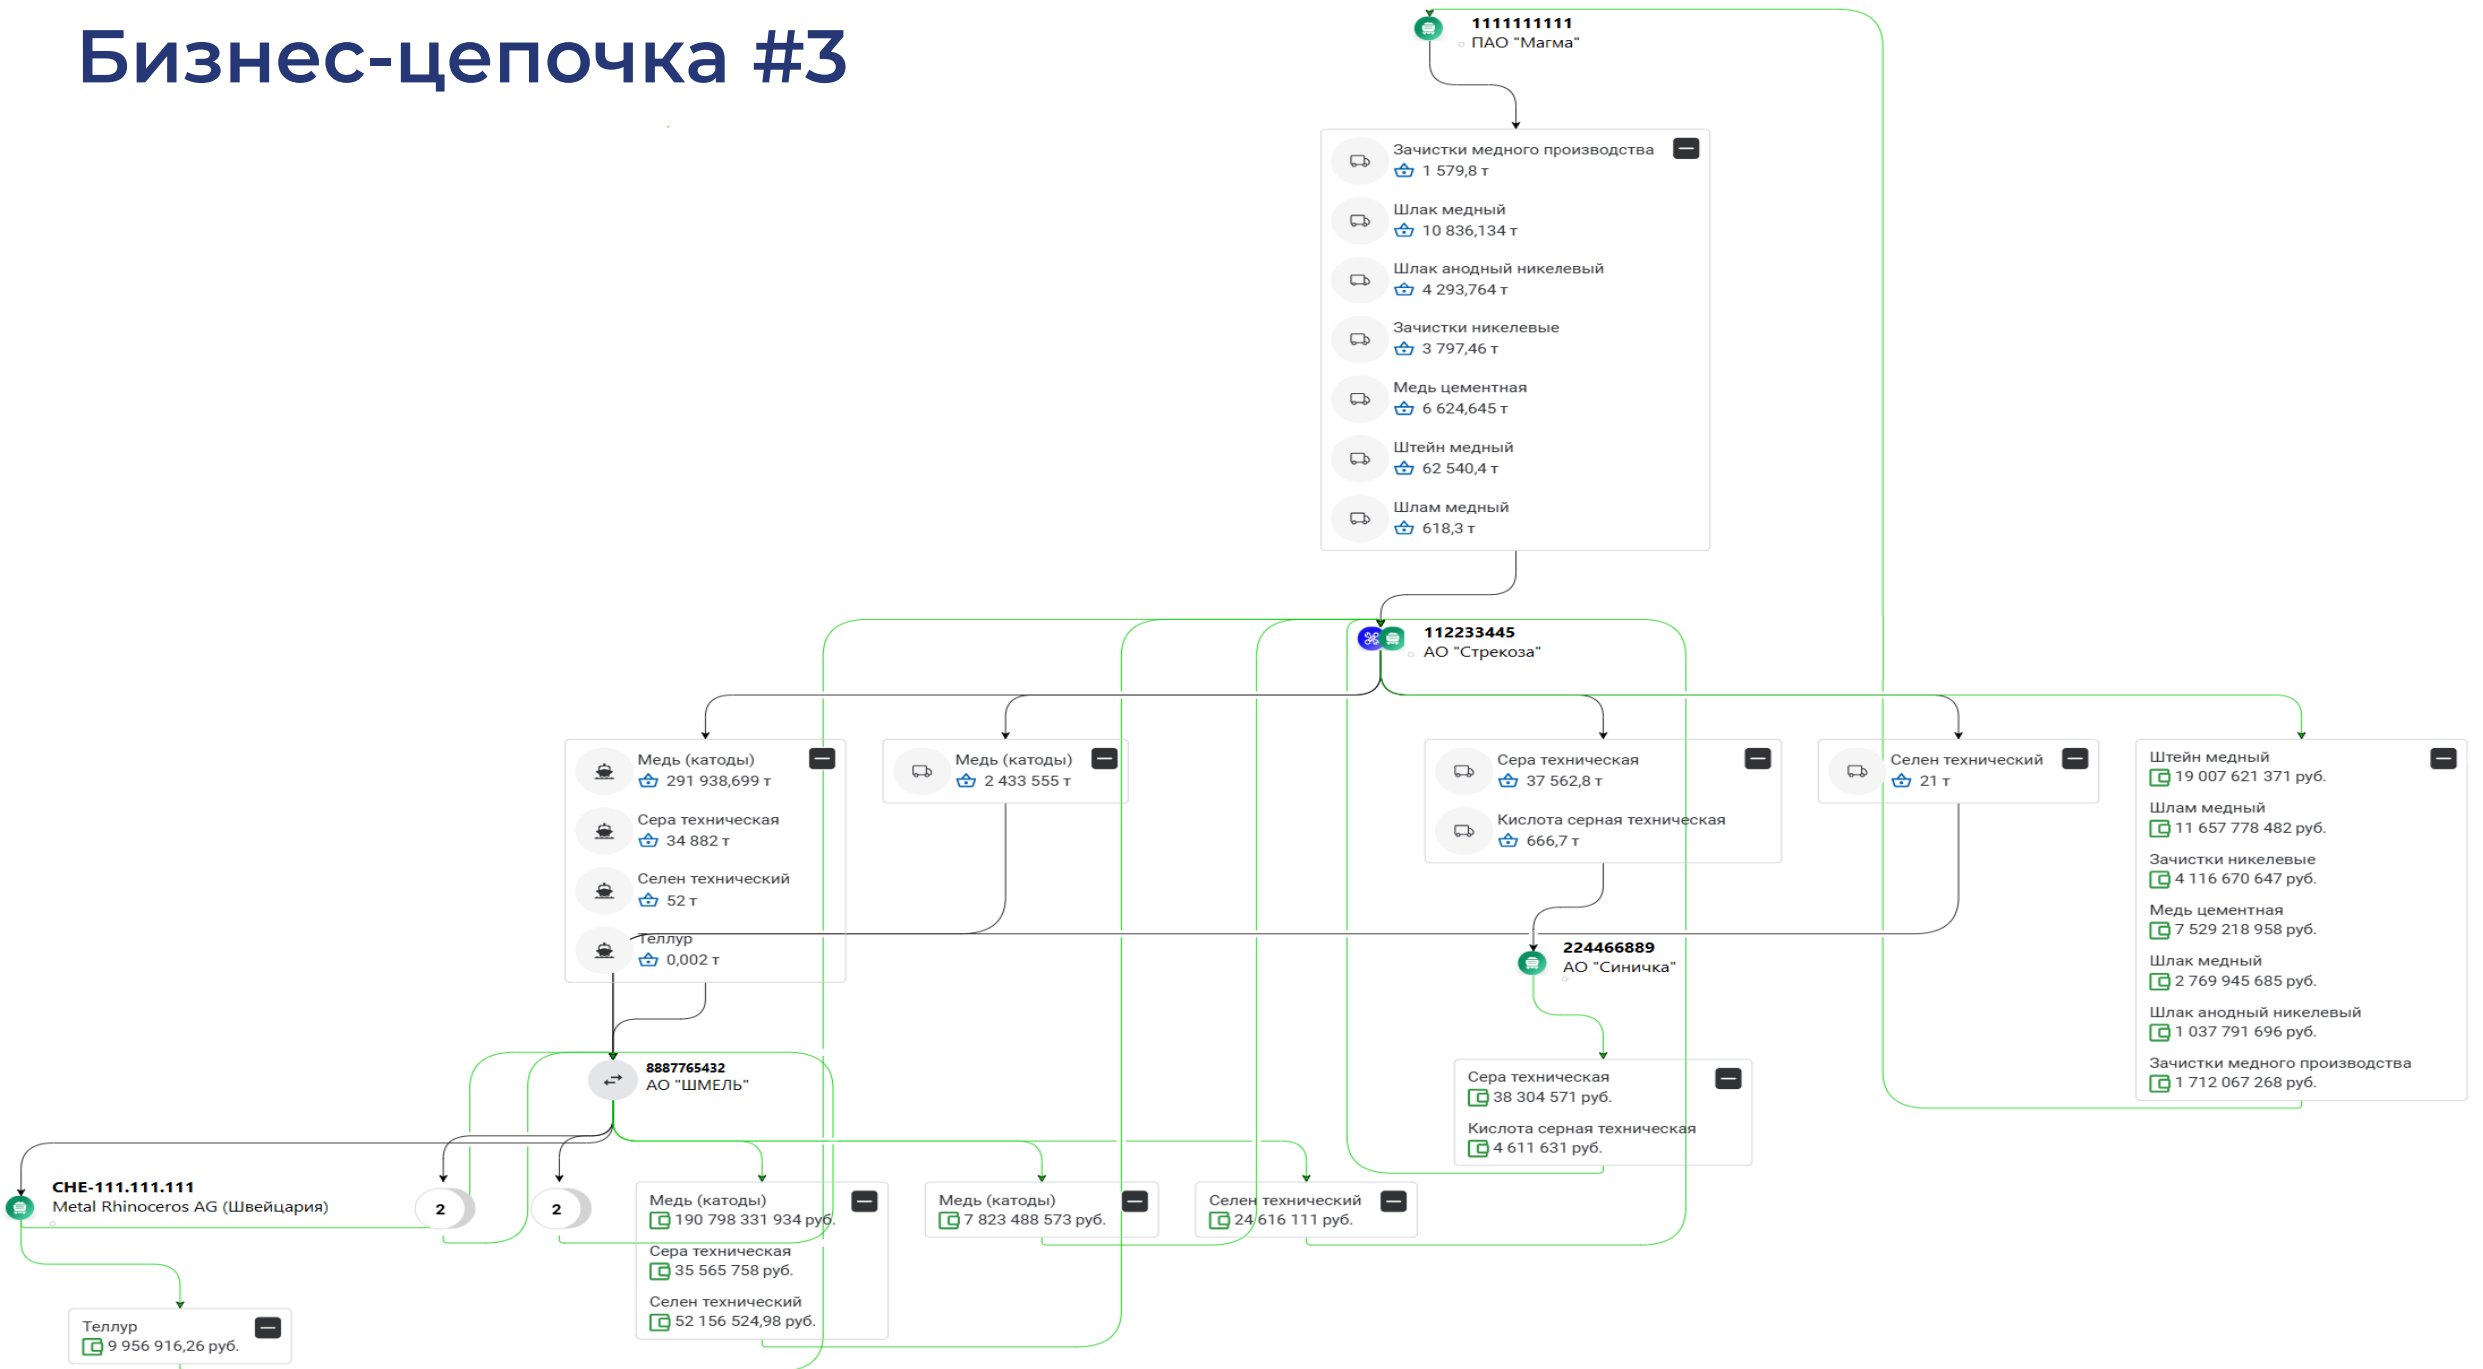 Бизнес-цепочка #3
1111111111
ПАО "Магма"
Зачистки медного производства
1 579,8 т
Шлак медный
10 836,134 т
Шлак анодный никелевый
4 293,764 т
Зачистки никелевые
3 797,46 т
Медь цементная
6 624,645 т
Штейн медный
62 540,4 т
Шлам медный
618,3 т
112233445
АО "Стрекоза"
Медь (катоды)
291 938,699 т
Сера техническая
34 882 т
Селен технический
52 т
Теллур
0,002 т
Медь (катоды)
2 433 555 т
Сера техническая
37 562,8 т
Кислота серная техническая
666,7 т
Селен технический
21 т
Штейн медный
19 007 621 371 руб.
Шлам медный
11 657 778 482 руб.
Зачистки никелевые
4 116 670 647 руб.
Медь цементная
7 529 218 958 руб.
Шлак медный
2 769 945 685 руб.
Шлак анодный никелевый
1 037 791 696 руб.
Зачистки медного производства
1 712 067 268 руб.
224466889
АО "Синичка"
Сера техническая
38 304 571 руб.
Кислота серная техническая
4 611 631 руб.
8887765432
АО "ШМЕЛЬ"
CHE-111.111.111
Metal Rhinoceros AG (Швейцария)
2
2
Медь (катоды)
190 798 331 934 руб.
Сера техническая
35 565 758 руб.
Селен технический
52 156 524,98 руб.
Медь (катоды)
7 823 488 573 руб.
Селен технический
24 616 111 руб.
Теллур
9 956 916,26 руб.